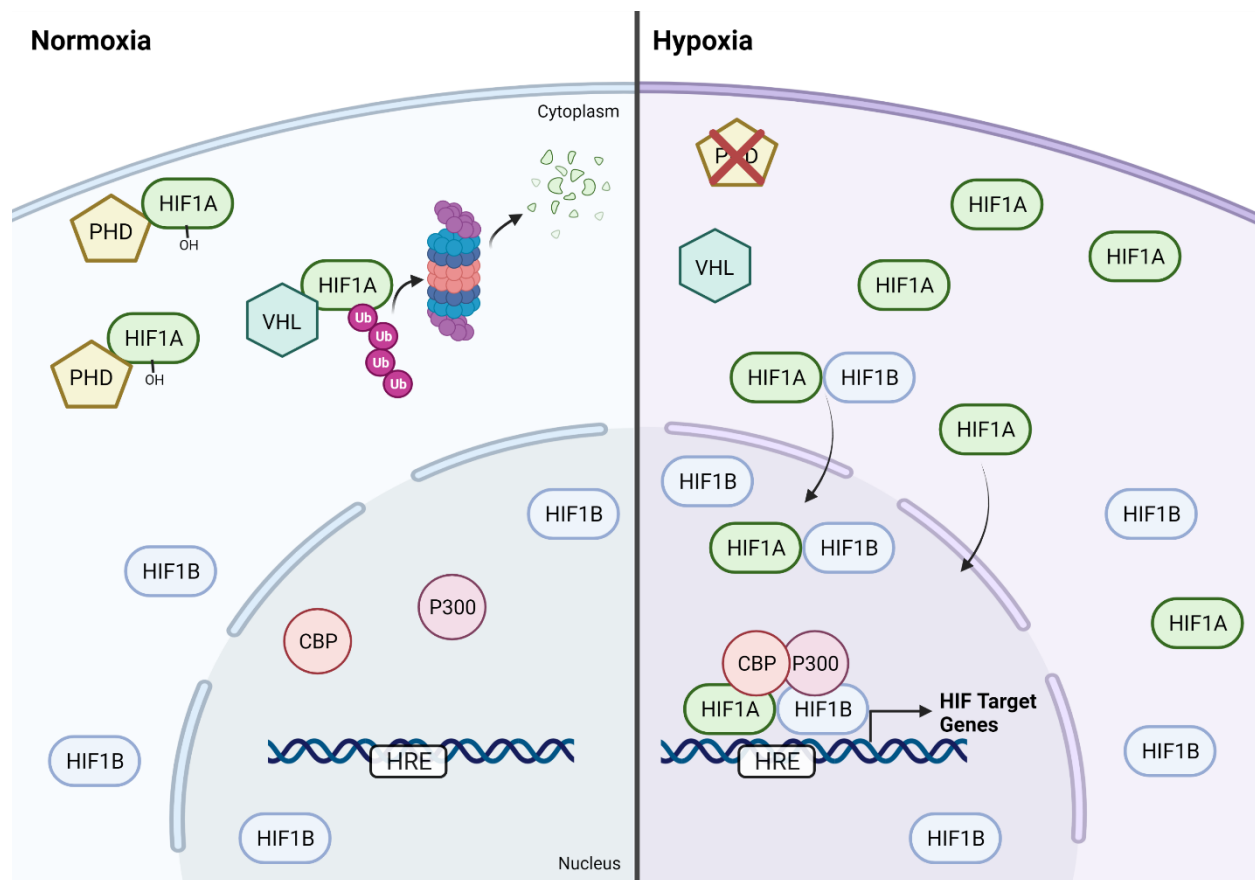 Normoxia
Cytoplasm
HIF1A
PHD
OH
HIF1A
VHL
Ub
Ub
Ub
Ub
HIF1A
PHD
OH
HIF1B
HIF1B
P300
CBP
HIF1B
HRE
HIF1B
Nucleus
Hypoxia
PHD
HIF1A
VHL
HIF1A
HIF1A
HIF1A
HIF1B
HIF1A
HIF1B
HIF1B
HIF1A
HIF1B
HIF1A
CBP
P300
HIF1A
HIF1B
HIF Target
Genes
HRE
HIF1B
HIF1B